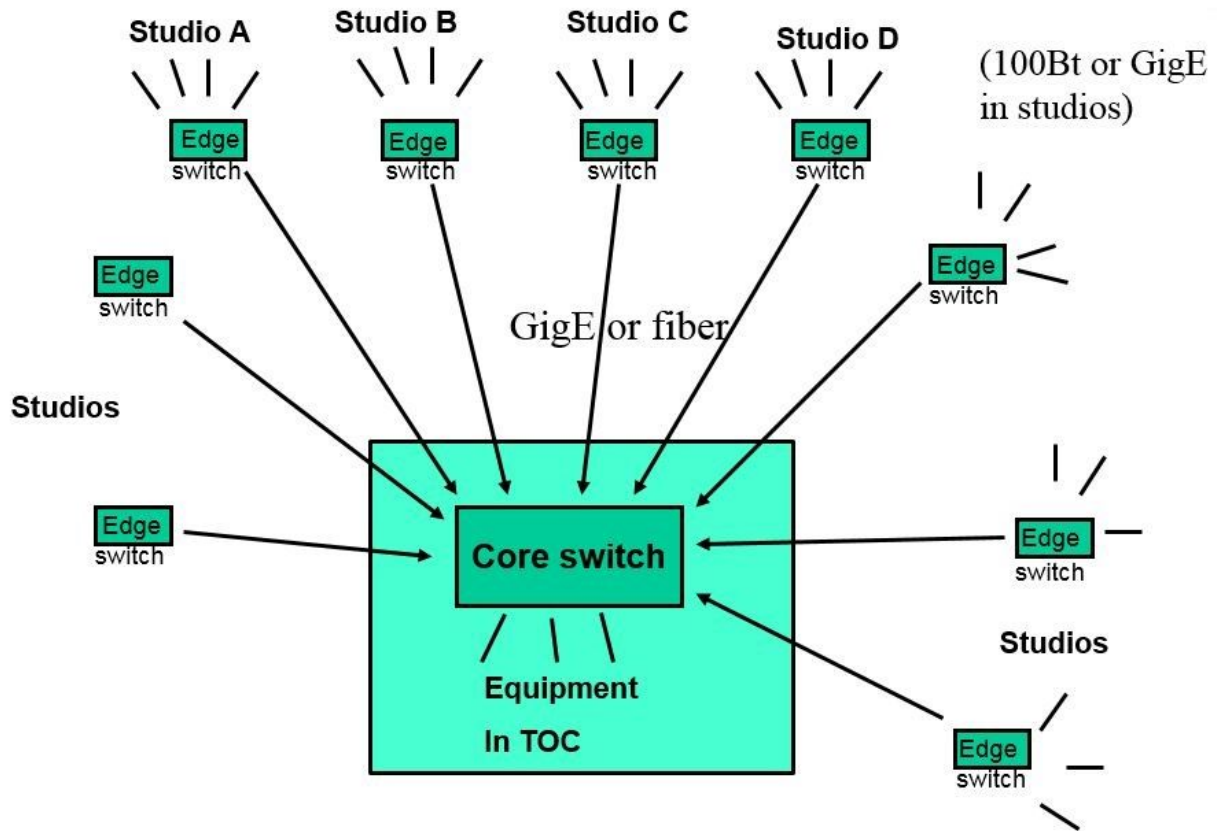 Studio A
Studio B
Studio C
Studio D
(100Bt or GigE
in studios)
Edge
switch
Edge
switch
Edge
switch
Edge
switch
Edge
switch
Edge
switch
GigE or fiber
Studios
Edge
switch
Core switch
Edge
switch
Equipment
In TOC
Studios
Edge
switch